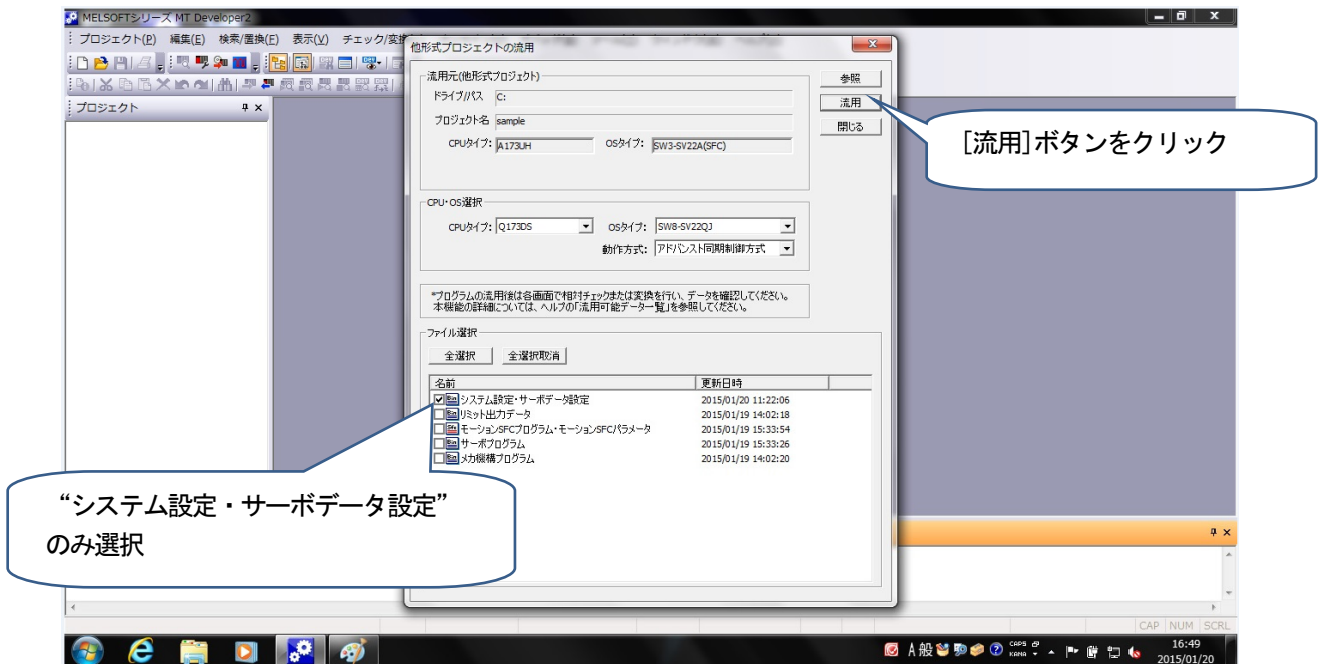 MELSOFTシリーズ MT Developer2
プロジェクト(P) 編集(E) 検索/置換(F) 表示(V) チェック/変換
プロジェクト
他形式プロジェクトの流用
流用元(他形式プロジェクト)
ドライブ/パス C:
プロジェクト名 sample
CPUタイプ: A173UH OSタイプ: SW3-SV22A(SFC)
参照
流用
閉じる
[流用]ボタンをクリック
CPU・OS選択
CPUタイプ: Q173DS OSタイプ: SW8-SV22QJ
動作方式: アドバンスト同期制御方式
*プログラムの流用後は各画面で相対チェックまたは変換を行い、データを確認してください。
本機能の詳細については、ヘルプの「流用可能データ一覧」を参照してください。
ファイル選択
全選択 全選択取消
名前 更新日時
システム設定・サーボデータ設定 2015/01/20 11:22:06
リミット出力データ 2015/01/19 14:02:18
モーションSFCプログラム・モーションSFCパラメータ 2015/01/19 15:33:54
サーボプログラム 2015/01/19 15:33:26
メカ機構プログラム 2015/01/19 14:02:20
“システム設定・サーボデータ設定”
のみ選択
CAP NUM SCRL
A 般 CAPS KANA
16:49
2015/01/20